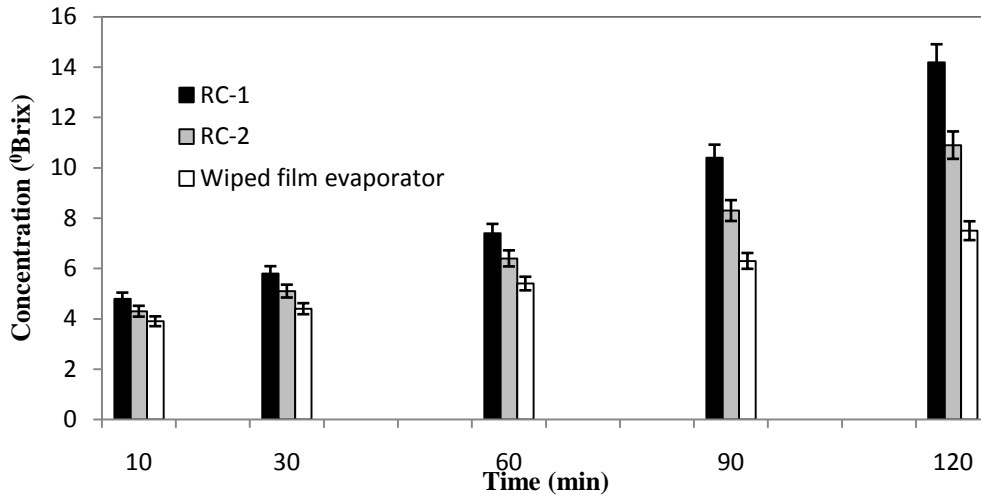 16
14
12
10
8
6
4
2
0
Concentration (⁰Brix)
RC-1
RC-2
Wiped film evaporator
10 30 60 90 120
Time (min)